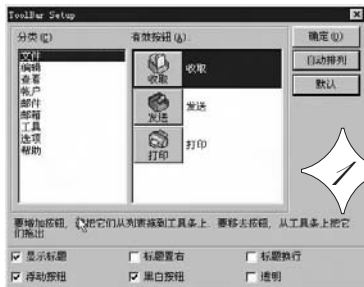 ToolBar Setup
分类(C)
有效按钮(A):
文件
编辑
查看
帐户
邮件
邮箱
工具
选项
帮助
收取
收取
发送
发送
打印
打印
确定(O)
自动排列
默认
1
要增加按钮, 把它们从列表拖到工具条上. 要移去按钮, 从工具条上把它
们拖出
显示标题
标题置右
标题换行
浮动按钮
黑白按钮
透明